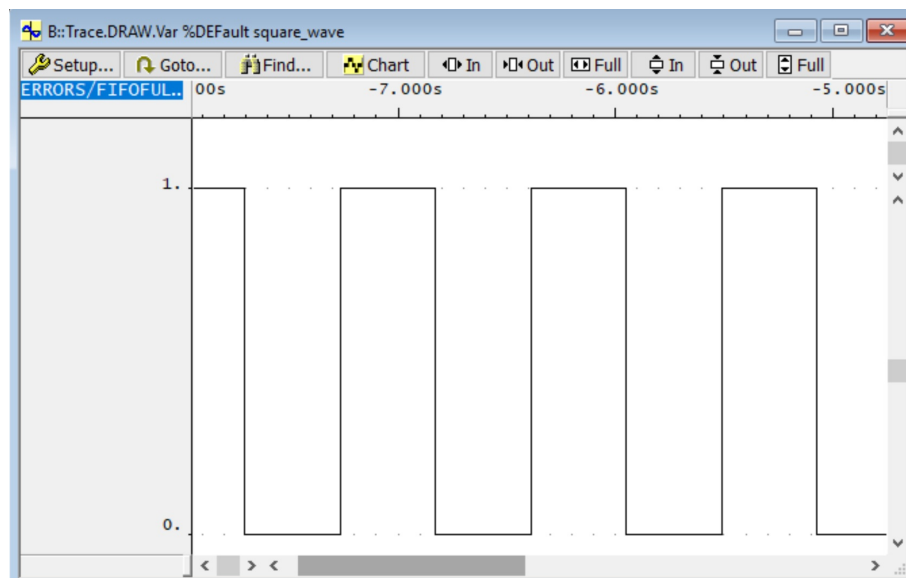 B::Trace.DRAW.Var %DEFault square_wave
Setup... Goto... Find... Chart In Out Full In Out Full
ERRORS/FIFOFUL.. 00s -7.000s -6.000s -5.000s
1.
0.